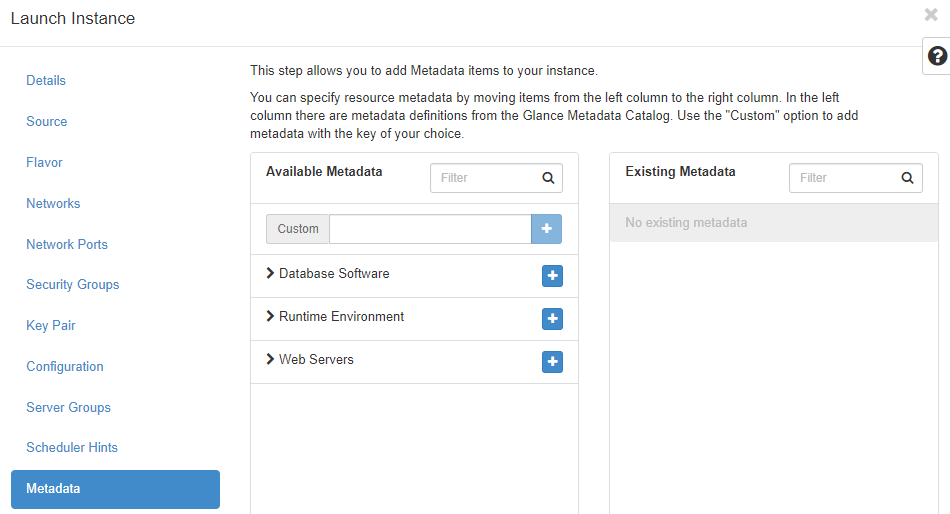 Launch Instance
Details
Source
Flavor
Networks
Network Ports
Security Groups
Key Pair
Configuration
Server Groups
Scheduler Hints
Metadata
This step allows you to add Metadata items to your instance.
You can specify resource metadata by moving items from the left column to the right column. In the left
column there are metadata definitions from the Glance Metadata Catalog. Use the "Custom" option to add
metadata with the key of your choice.
Available Metadata
Filter
Custom
Database Software
Runtime Environment
Web Servers
Existing Metadata
Filter
No existing metadata